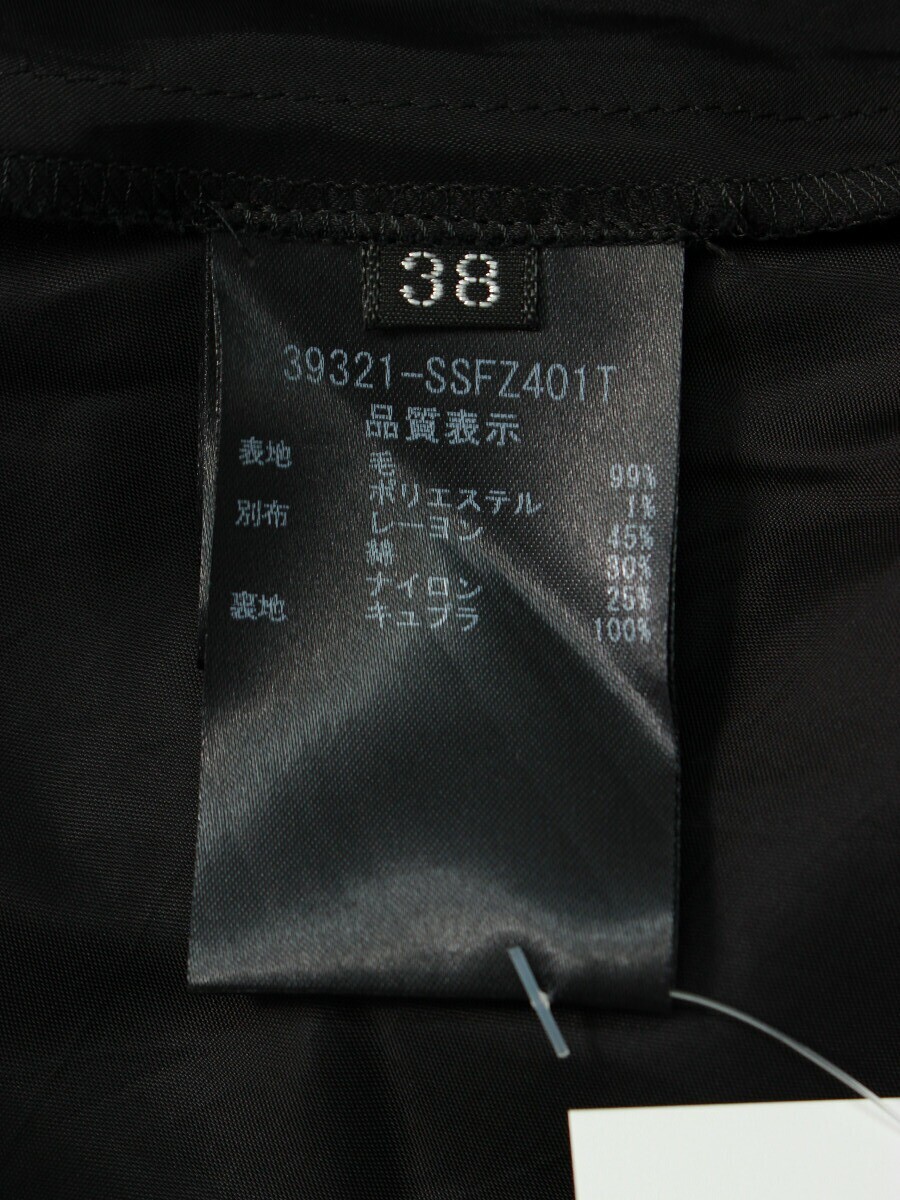 38
39321-SSFZ401T
品質表示
表地 毛 99%
ポリエステル 1%
別布 レーヨン 45%
綿 30%
ナイロン 25%
裏地 キュプラ 100%